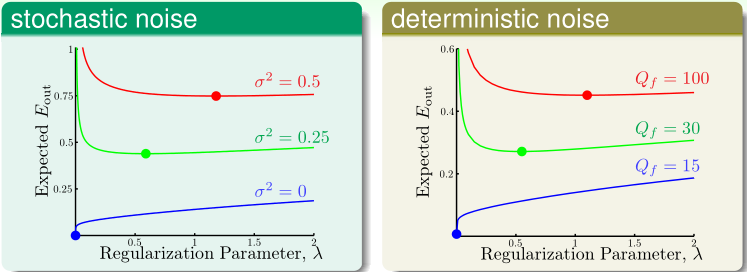 stochastic noise
Expected E_out
1
0.75
0.5
0.25
σ² = 0.5
σ² = 0.25
σ² = 0
0.5
1
1.5
2
Regularization Parameter, λ
deterministic noise
Expected E_out
0.6
0.4
0.2
Q_f = 100
Q_f = 30
Q_f = 15
0.5
1
1.5
2
Regularization Parameter, λ